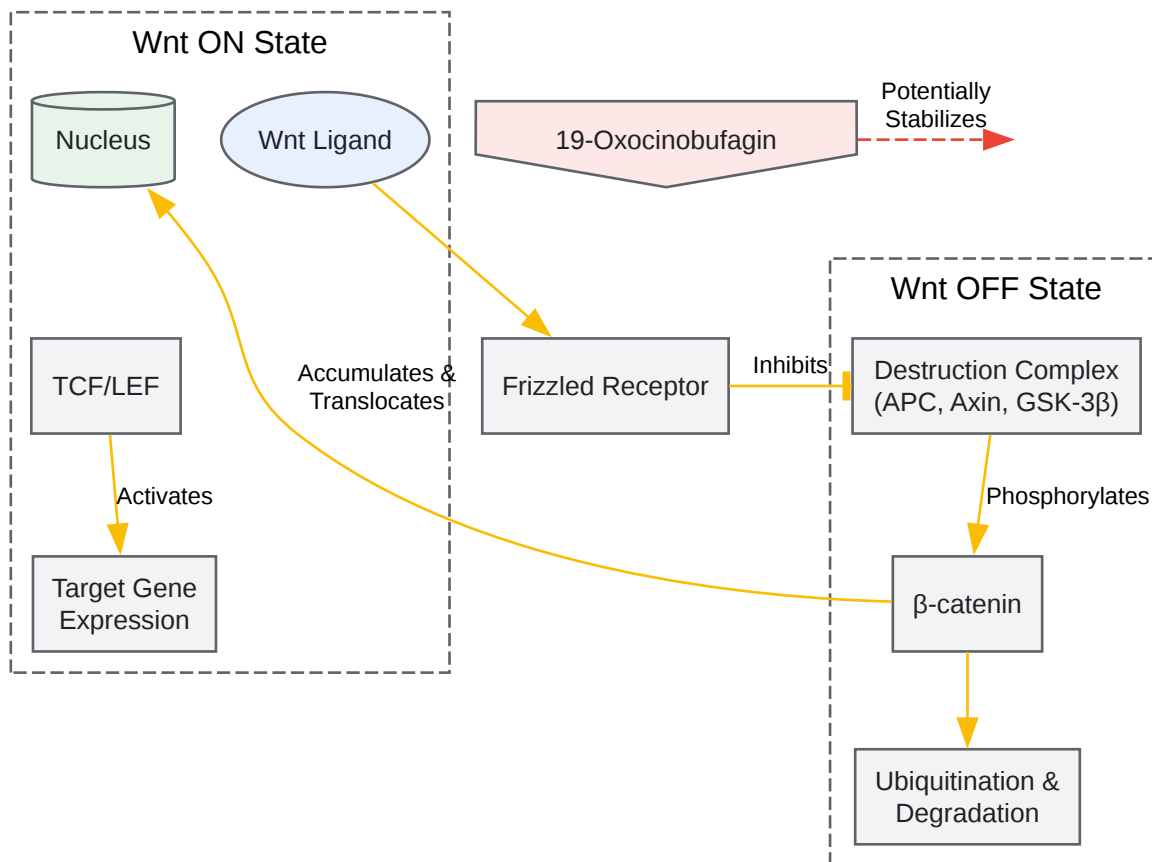 Wnt ON State
Nucleus
Wnt Ligand
19-Oxocinobufagin
Potentially
Stabilizes
Wnt OFF State
TCF/LEF
Accumulates &
Translocates
Frizzled Receptor
Inhibits
Destruction Complex
(APC, Axin, GSK-3β)
Activates
Phosphorylates
Target Gene
Expression
β-catenin
Ubiquitination &
Degradation